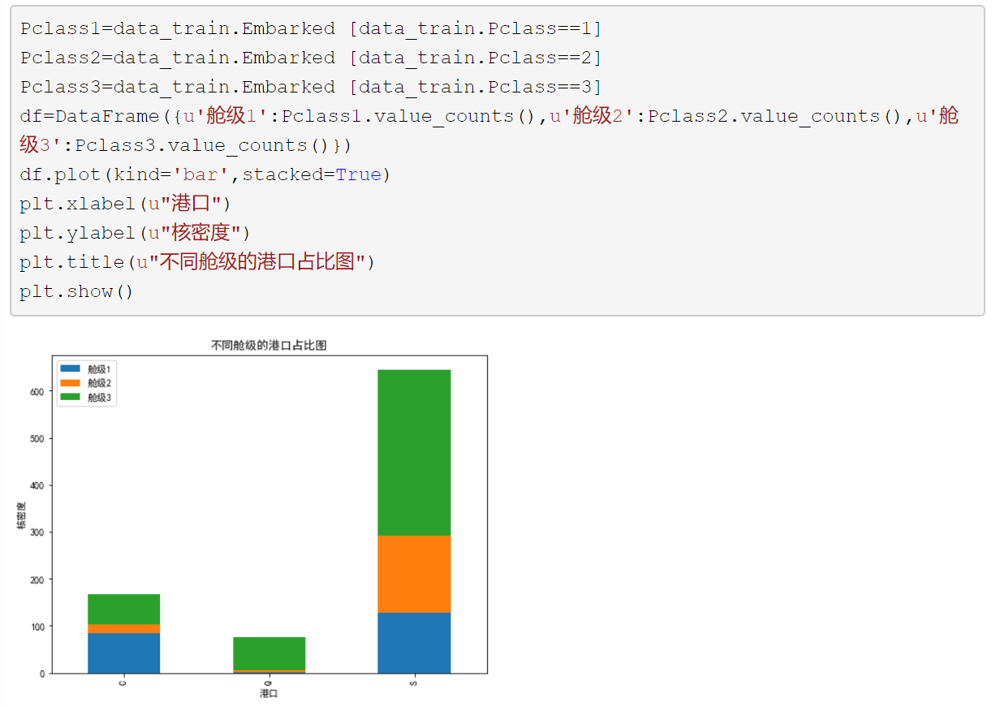 Pclass1=data_train.Embarked [data_train.Pclass==1]
Pclass2=data_train.Embarked [data_train.Pclass==2]
Pclass3=data_train.Embarked [data_train.Pclass==3]
df=DataFrame({u'舱级1':Pclass1.value_counts(),u'舱级2':Pclass2.value_counts(),u'舱
级3':Pclass3.value_counts()})
df.plot(kind='bar',stacked=True)
plt.xlabel(u"港口")
plt.ylabel(u"核密度")
plt.title(u"不同舱级的港口占比图")
plt.show()
不同舱级的港口占比图
舱级1
舱级2
舱级3
600
500
400
300
200
100
0
核密度
C
Q
S
港口